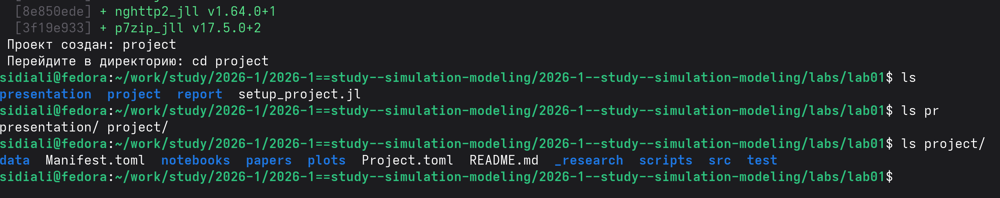 [8e850ede] + nghttp2_jll v1.64.0+1
[3f19e933] + p7zip_jll v17.5.0+2
Проект создан: project
Перейдите в директорию: cd project
sidiali@fedora:~/work/study/2026-1/2026-1==study--simulation-modeling/2026-1--study--simulation-modeling/labs/lab01$ ls
presentation project report setup_project.jl
sidiali@fedora:~/work/study/2026-1/2026-1==study--simulation-modeling/2026-1--study--simulation-modeling/labs/lab01$ ls pr
presentation/ project/
sidiali@fedora:~/work/study/2026-1/2026-1==study--simulation-modeling/2026-1--study--simulation-modeling/labs/lab01$ ls project/
data Manifest.toml notebooks papers plots Project.toml README.md _research scripts src test
sidiali@fedora:~/work/study/2026-1/2026-1==study--simulation-modeling/2026-1--study--simulation-modeling/labs/lab01$